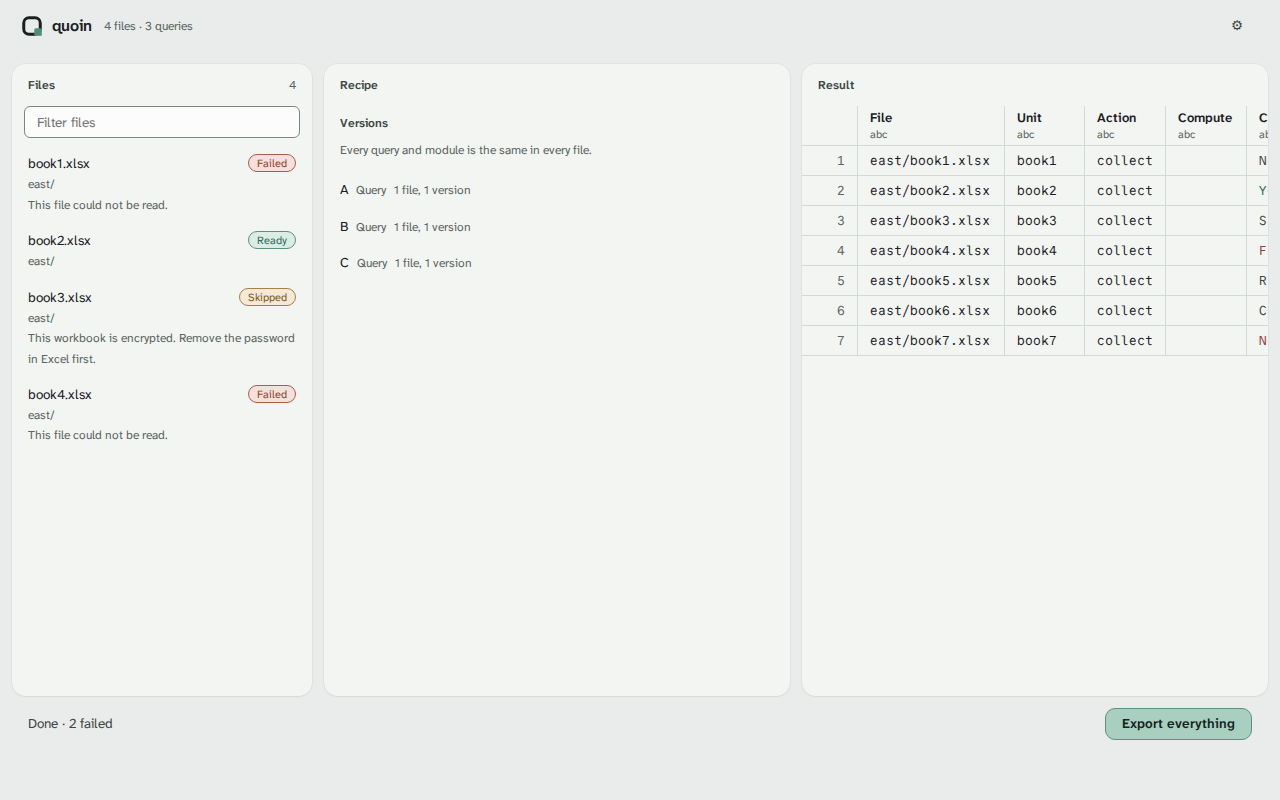 quoin 4 files · 3 queries ⚙
Files 4
Filter files
book1.xlsx Failed
east/
This file could not be read.
book2.xlsx Ready
east/
book3.xlsx Skipped
east/
This workbook is encrypted. Remove the password
in Excel first.
book4.xlsx Failed
east/
This file could not be read.
Recipe
Versions
Every query and module is the same in every file.
A Query 1 file, 1 version
B Query 1 file, 1 version
C Query 1 file, 1 version
Result
File Unit Action Compute C
abc abc abc abc ab
1 east/book1.xlsx book1 collect N
2 east/book2.xlsx book2 collect Y
3 east/book3.xlsx book3 collect S
4 east/book4.xlsx book4 collect F
5 east/book5.xlsx book5 collect R
6 east/book6.xlsx book6 collect C
7 east/book7.xlsx book7 collect N
Done · 2 failed Export everything